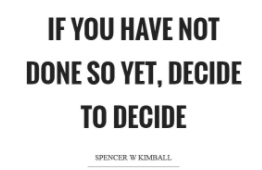 IF YOU HAVE NOT
DONE SO YET, DECIDE
TO DECIDE
SPENCER W KIMBALL